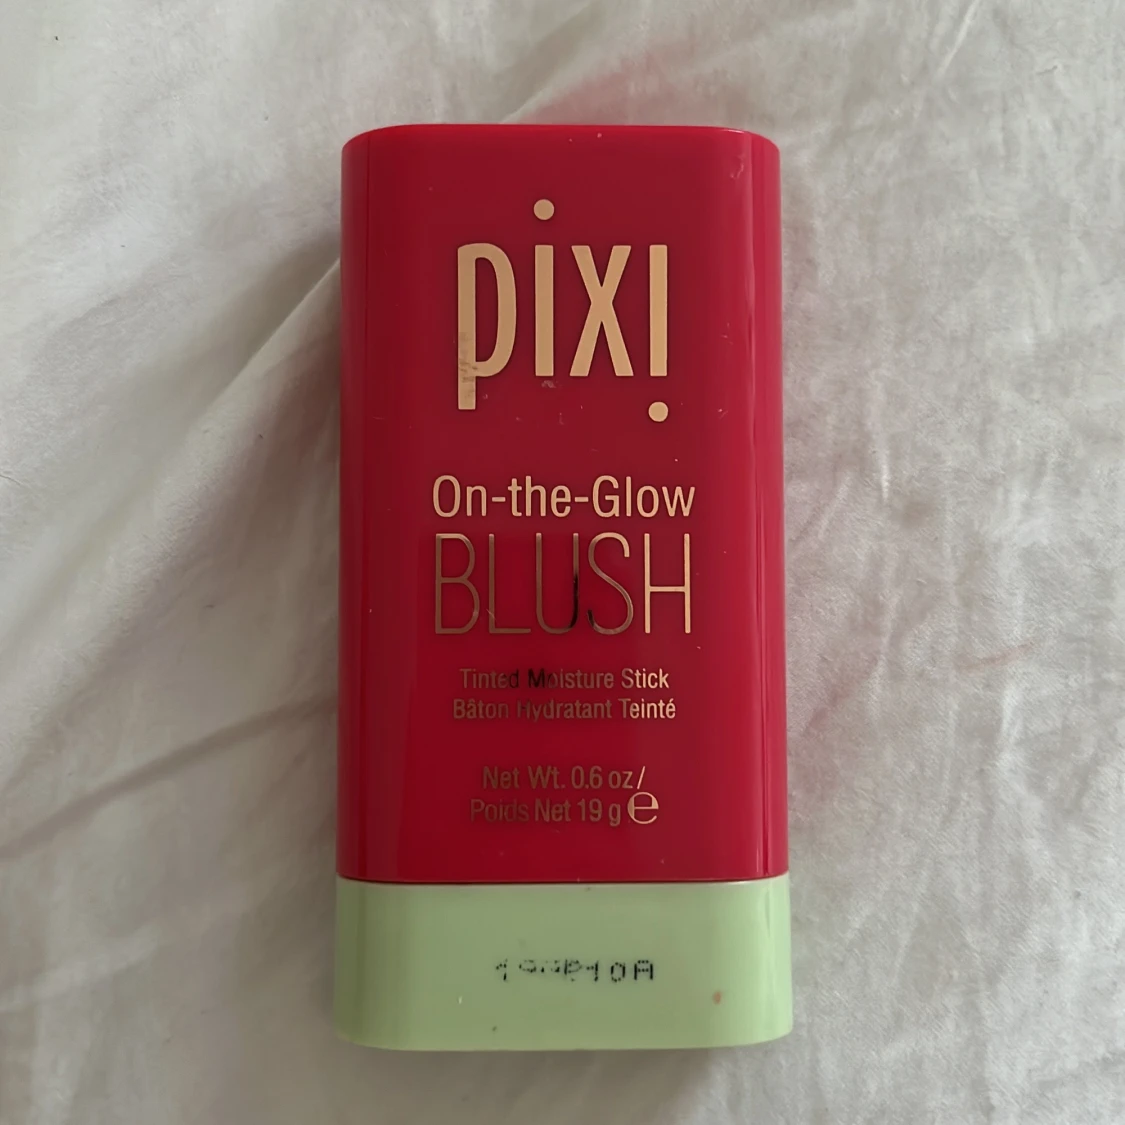 pixi
On-the-Glow
BLUSH
Tinted Moisture Stick
Bâton Hydratant Teinté
Net Wt. 0.6 oz/
Poids Net 19 g ℮